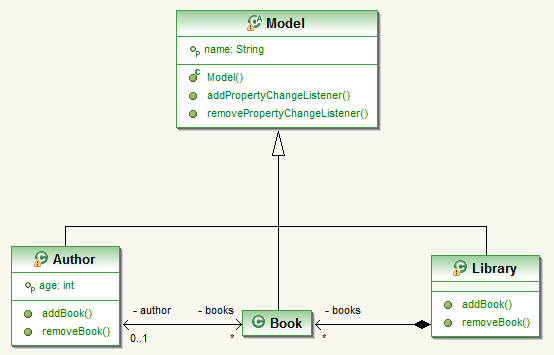 Model
name: String
Model()
addPropertyChangeListener()
removePropertyChangeListener()
Author
age: int
addBook()
removeBook()
- author
0..1
- books
*
Book
- books
*
Library
addBook()
removeBook()